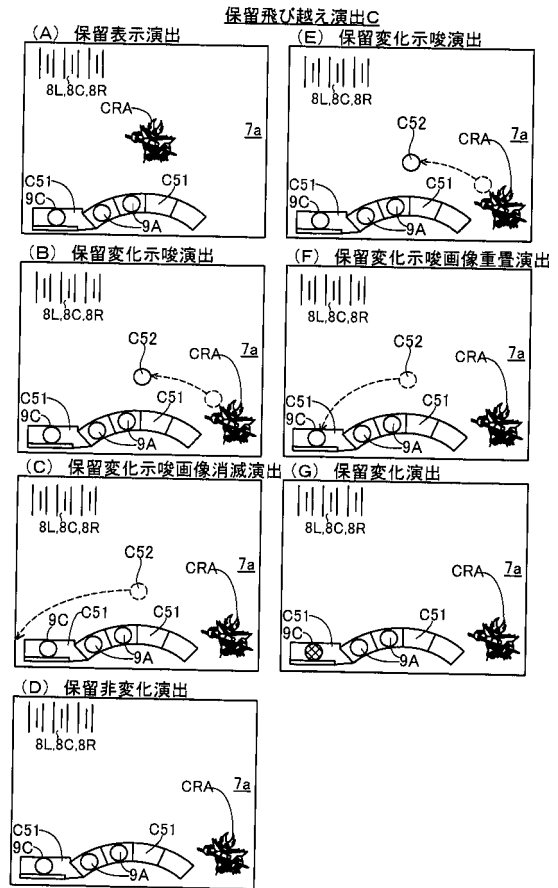 保留飛び越え演出C
(A) 保留表示演出
8L,8C,8R
CRA
7a
C51
9C
C51
9A
(B) 保留変化示唆演出
8L,8C,8R
C52
CRA
7a
C51
9C
C51
9A
(C) 保留変化示唆画像消滅演出
8L,8C,8R
C52
7a
CRA
9C
C51
C51
9A
(D) 保留非変化演出
8L,8C,8R
CRA
7a
C51
9C
C51
9A
(E) 保留変化示唆演出
8L,8C,8R
C52
CRA
7a
C51
9C
C51
9A
(F) 保留変化示唆画像重畳演出
8L,8C,8R
C52
CRA
7a
C51
9C
C51
9A
(G) 保留変化演出
8L,8C,8R
CRA
7a
C51
9C
C51
9A